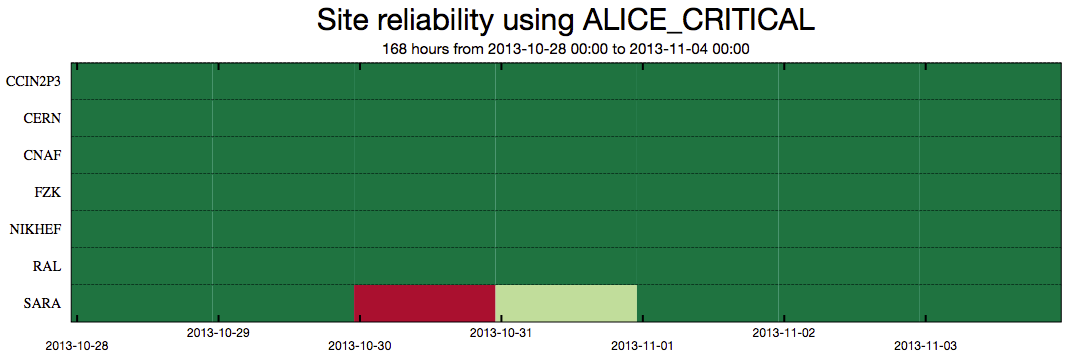 Site reliability using ALICE_CRITICAL
168 hours from 2013-10-28 00:00 to 2013-11-04 00:00
CCIN2P3
CERN
CNAF
FZK
NIKHEF
RAL
SARA
2013-10-28
2013-10-29
2013-10-30
2013-10-31
2013-11-01
2013-11-02
2013-11-03